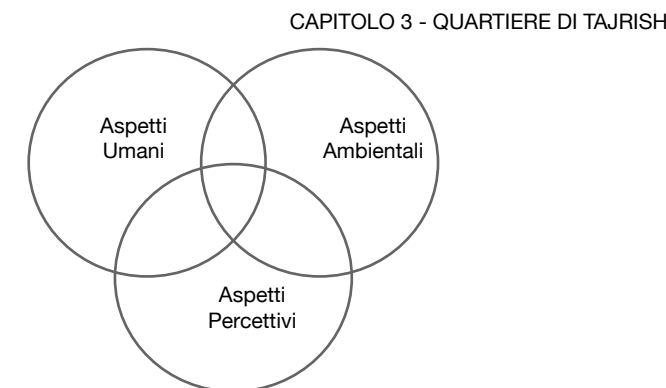 CAPITOLO 3 - QUARTIERE DI TAJRISH
Aspetti
Umani
Aspetti
Ambientali
Aspetti
Percettivi